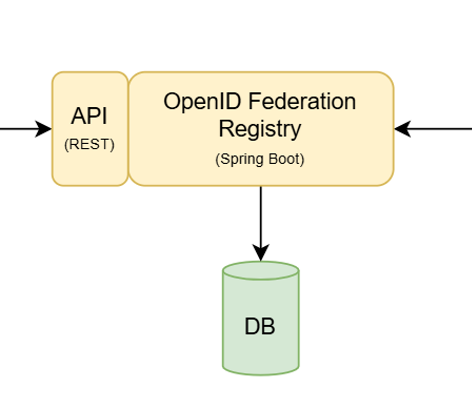 API
(REST)
OpenID Federation
Registry
(Spring Boot)
DB